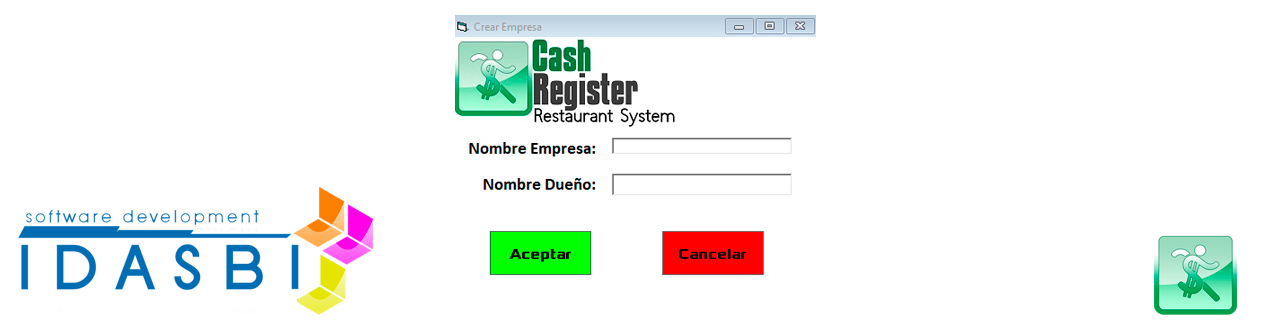 Crear Empresa
Cash
Register
Restaurant System
Nombre Empresa:
Nombre Dueño:
Aceptar
Cancelar
software development
IDASBI